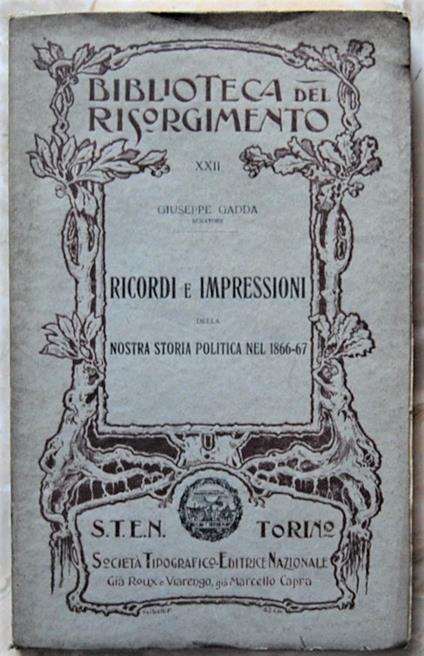 BIBLIOTECA DEL
RISORGIMENTO
XXII
GIUSEPPE GADDA
SENATORE
RICORDI E IMPRESSIONI
DELLA
NOSTRA STORIA POLITICA NEL 1866-67
S.T.E.N. TORINO
SOCIETÀ TIPOGRAFICO-EDITRICE NAZIONALE
Già Roux e Viarengo, già Marcello Capra